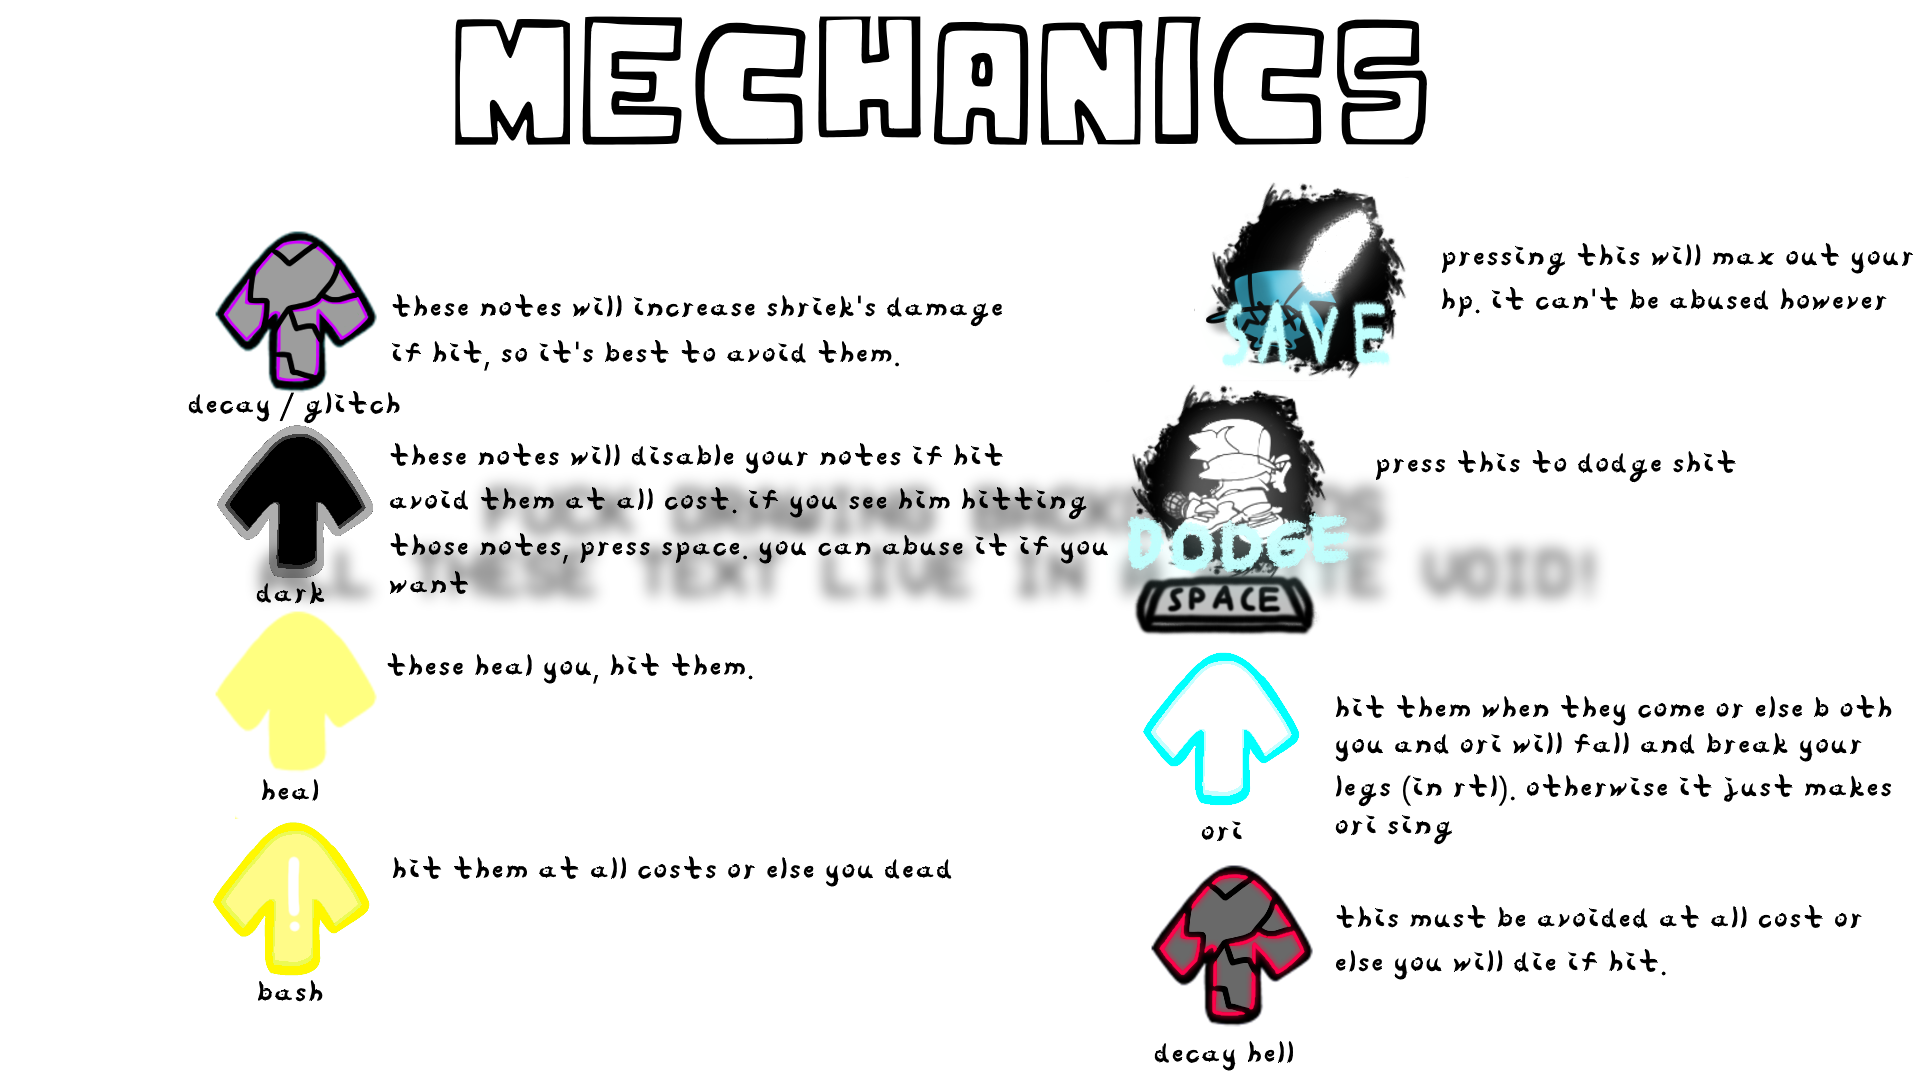 MECHANICS
these notes will increase shriek's damage
if hit, so it's best to avoid them.
decay / glitch
these notes will disable your notes if hit
avoid them at all cost. if you see him hitting
those notes, press space. you can abuse it if you
want
dark
these heal you, hit them.
heal
hit them at all costs or else you dead
bash
SAVE
pressing this will max out your
hp. it can't be abused however
DODGE
SPACE
press this to dodge shit
hit them when they come or else b oth
you and ori will fall and break your
legs (in rtl). otherwise it just makes
ori sing
ori
this must be avoided at all cost or
else you will die if hit.
decay hell
FUCK DRAWING
ALL THESE TEXT LIVE IN VOID!